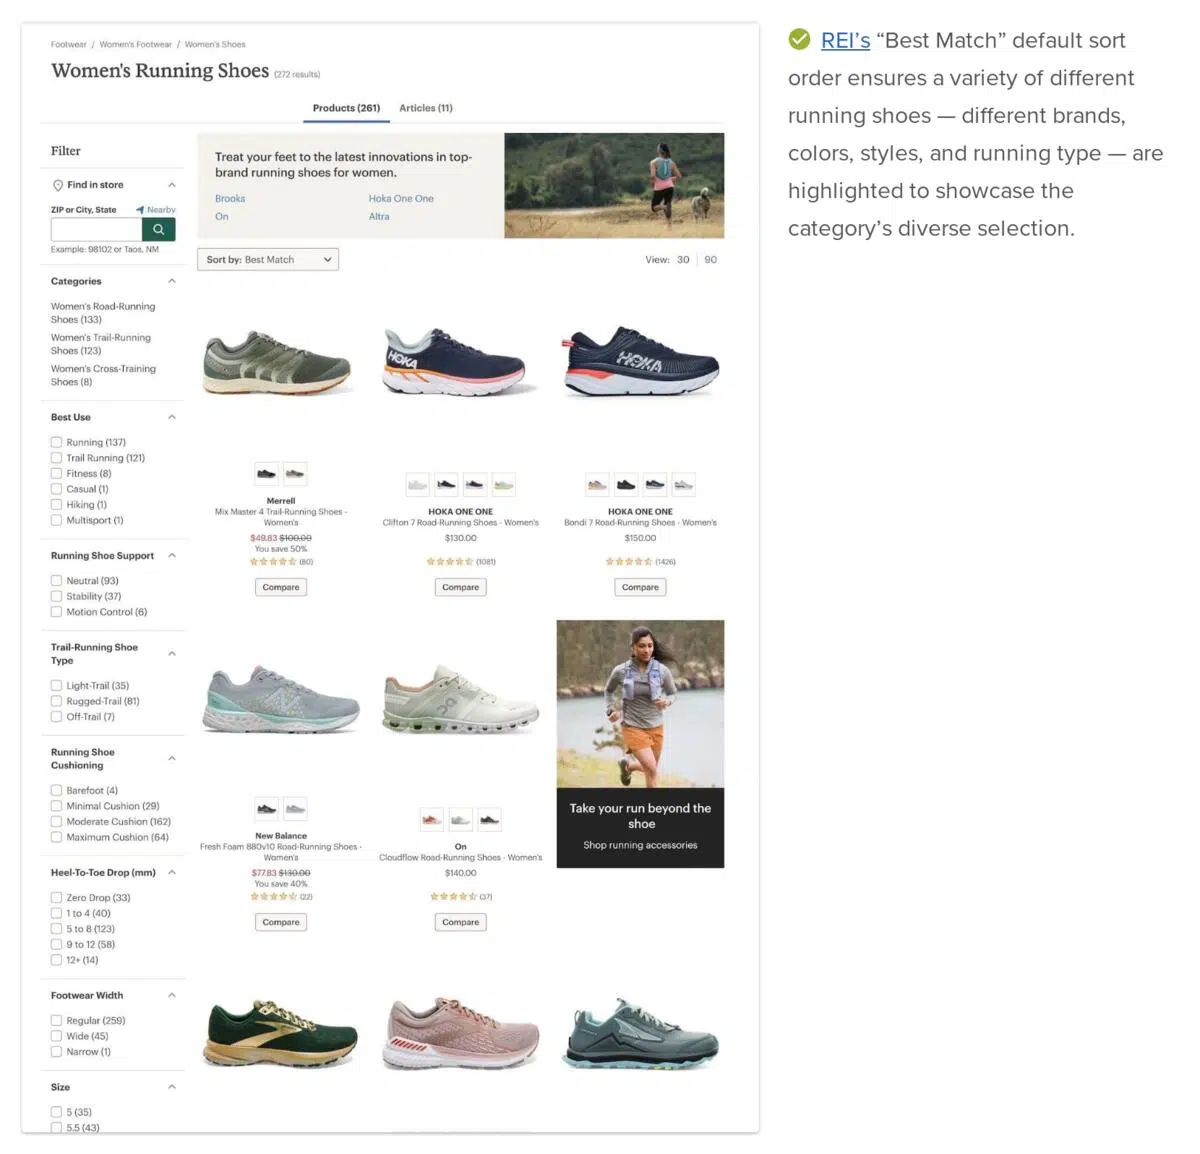 Footwear / Women's Footwear / Women's Shoes
Women's Running Shoes (272 results)
Products (261) Articles (11)
Filter
Find in store
ZIP or City, State Nearby
Example: 98102 or Taos, NM
Categories
Women's Road-Running
Shoes (133)
Women's Trail-Running
Shoes (123)
Women's Cross-Training
Shoes (8)
Best Use
Running (137)
Trail Running (121)
Fitness (8)
Casual (1)
Hiking (1)
Multisport (1)
Running Shoe Support
Neutral (93)
Stability (37)
Motion Control (6)
Trail-Running Shoe
Type
Light-Trail (35)
Rugged-Trail (81)
Off-Trail (7)
Running Shoe
Cushioning
Barefoot (4)
Minimal Cushion (29)
Moderate Cushion (162)
Maximum Cushion (64)
Heel-To-Toe Drop (mm)
Zero Drop (33)
1 to 4 (40)
5 to 8 (123)
9 to 12 (58)
12+ (14)
Footwear Width
Regular (259)
Wide (45)
Narrow (1)
Size
5 (35)
5.5 (43)
Treat your feet to the latest innovations in top-
brand running shoes for women.
Brooks Hoka One One
On Altra
Sort by: Best Match
View: 30 90
HOKA
HOKA
Merrell
Mix Master 4 Trail-Running Shoes -
Women's
$49.83 $100.00
You save 50%
(80)
Compare
HOKA ONE ONE
Clifton 7 Road-Running Shoes - Women's
$130.00
(1081)
Compare
HOKA ONE ONE
Bondi 7 Road-Running Shoes - Women's
$150.00
(1426)
Compare
New Balance
Fresh Foam 880v10 Road-Running Shoes -
Women's
$77.83 $130.00
You save 40%
(22)
Compare
On
Cloudflow Road-Running Shoes - Women's
$140.00
(37)
Compare
Take your run beyond the
shoe
Shop running accessories
REI's “Best Match” default sort
order ensures a variety of different
running shoes — different brands,
colors, styles, and running type — are
highlighted to showcase the
category’s diverse selection.